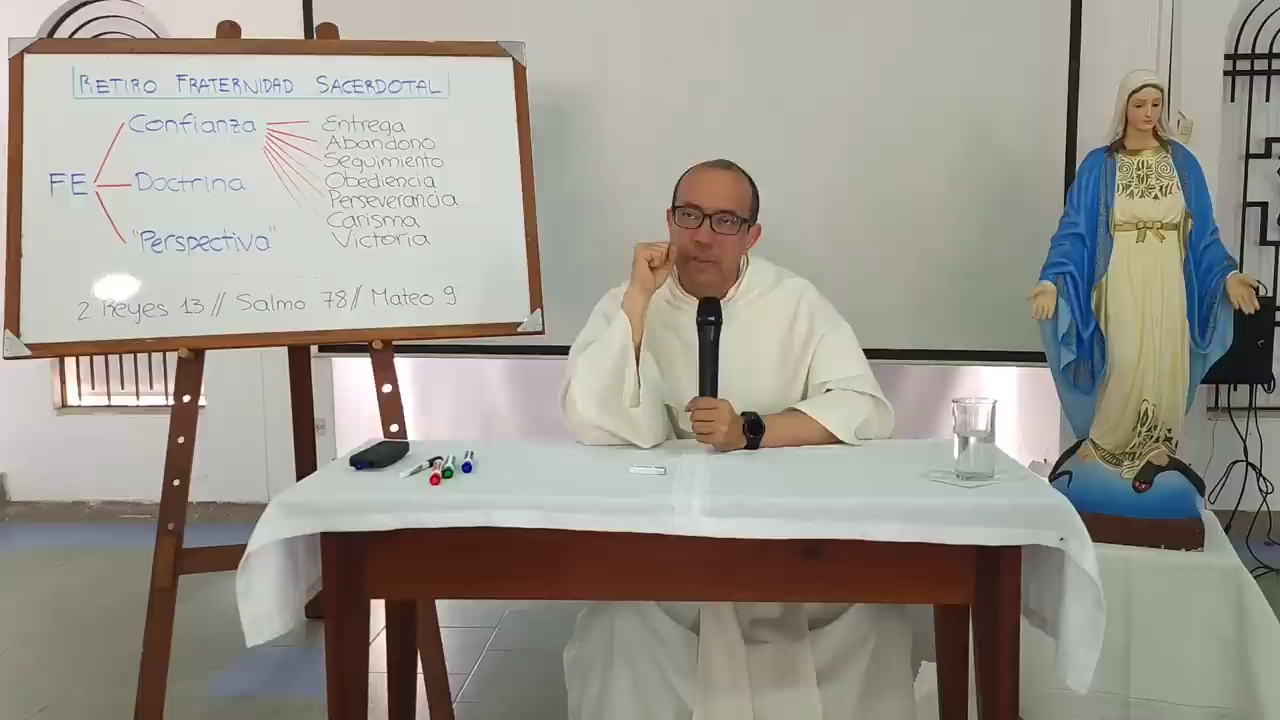 RETIRO FRATERNIDAD SACERDOTAL
FE
Confianza
Doctrina
"Perspectiva"
Entrega
Abandono
Seguimiento
Obediencia
Perseverancia
Carisma
Victoria
2 Reyes 13 // Salmo 78 // Mateo 9